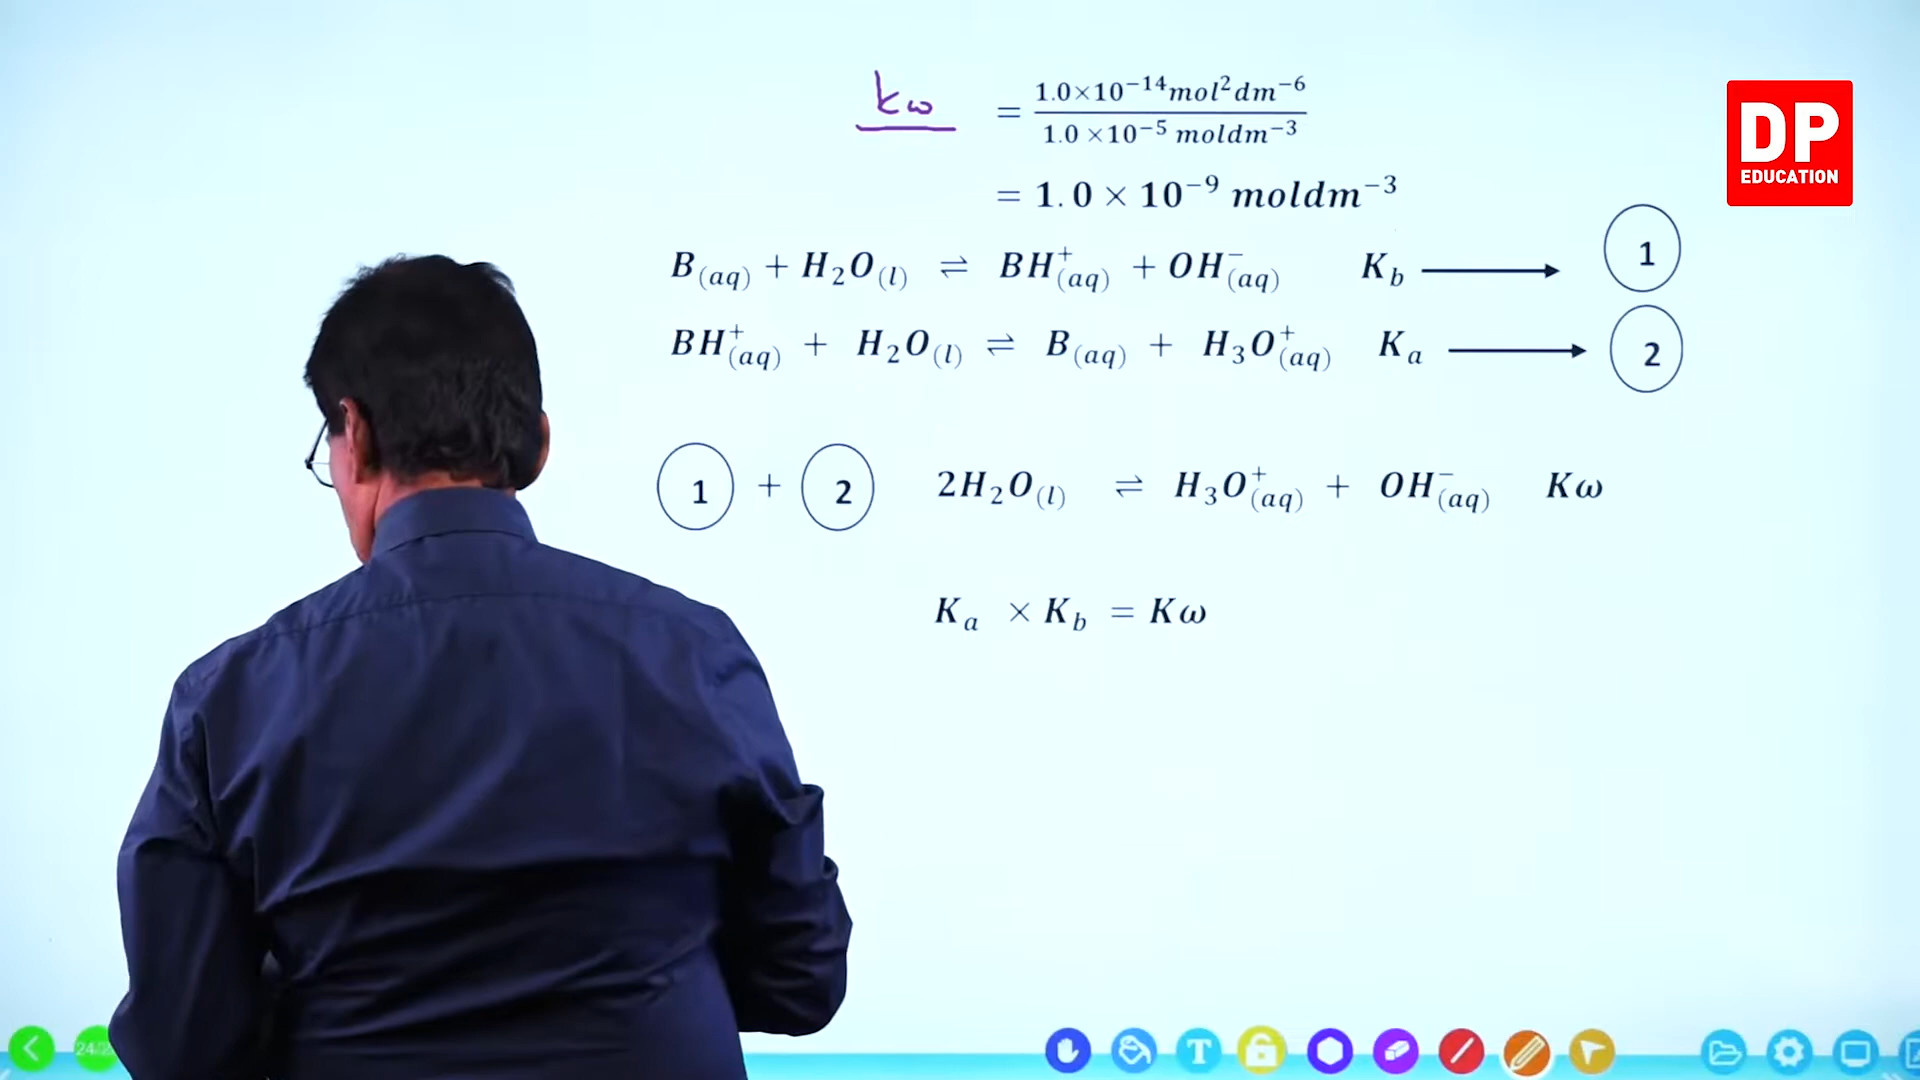 kω = 1.0×10⁻¹⁴mol²dm⁻⁶ / 1.0 ×10⁻⁵ moldm⁻³
= 1.0 × 10⁻⁹ moldm⁻³
DP
EDUCATION
B(aq) + H₂O(l) ⇌ BH⁺(aq) + OH⁻(aq) K_b ⟶ 1
BH⁺(aq) + H₂O(l) ⇌ B(aq) + H₃O⁺(aq) K_a ⟶ 2
1 + 2 2H₂O(l) ⇌ H₃O⁺(aq) + OH⁻(aq) Kω
K_a × K_b = Kω
T